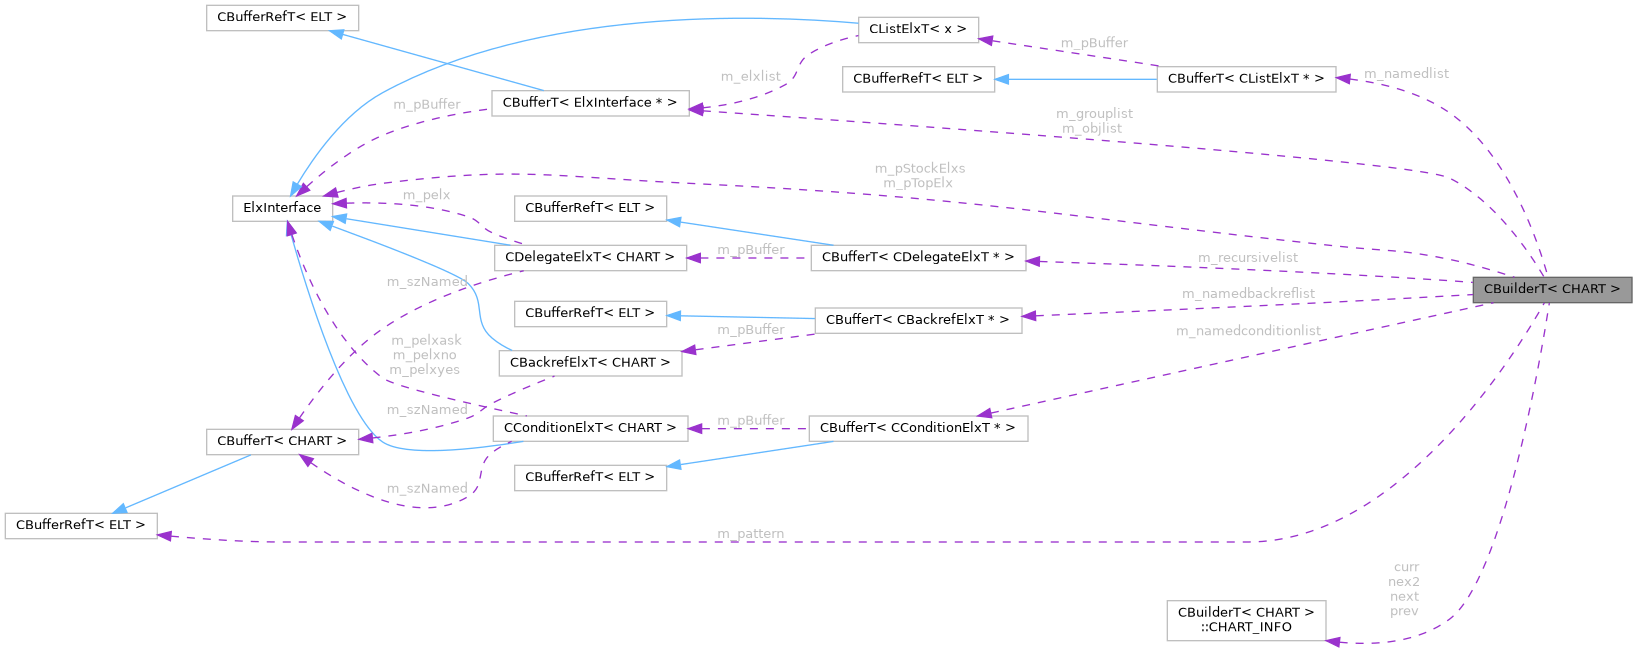 CBufferRefT< ELT >
CListElxT< x >
m_pBuffer
m_elxlist
CBufferRefT< ELT >
CBufferT< CListElxT * >
m_namedlist
m_pBuffer
CBufferT< ElxInterface * >
m_grouplist
m_objlist
m_pStockElxs
m_pTopElx
m_pelx
ElxInterface
CBufferRefT< ELT >
m_pBuffer
CDelegateElxT< CHART >
CBufferT< CDelegateElxT * >
m_recursivelist
m_szNamed
CBuilderT< CHART >
m_namedbackreflist
CBufferRefT< ELT >
CBufferT< CBackrefElxT * >
m_pBuffer
m_namedconditionlist
m_pelxask
m_pelxno
m_pelxyes
CBackrefElxT< CHART >
m_szNamed
m_pBuffer
CBufferT< CHART >
CConditionElxT< CHART >
CBufferT< CConditionElxT * >
CBufferRefT< ELT >
m_szNamed
CBufferRefT< ELT >
m_pattern
curr
nex2
next
prev
CBuilderT< CHART >
::CHART_INFO